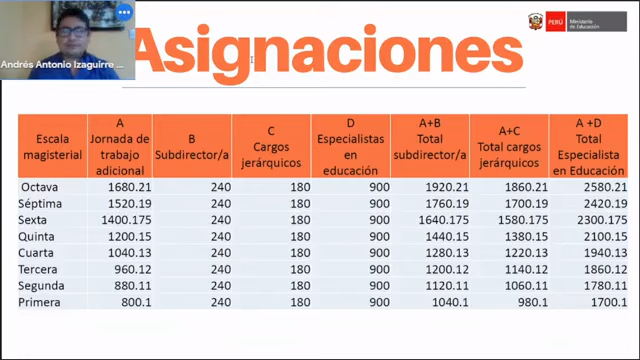 Asignaciones
Andrés Antonio Izaguirre
PERÚ
Ministerio
de Educación
Escala magisterial | A Jornada de trabajo adicional | B Subdirector/a | C Cargos jerárquicos | D Especialistas en educación | A+B Total subdirector/a | A+C Total cargos jerárquicos | A +D Total Especialista en Educación
Octava 1680.21 240 180 900 1920.21 1860.21 2580.21
Séptima 1520.19 240 180 900 1760.19 1700.19 2420.19
Sexta 1400.175 240 180 900 1640.175 1580.175 2300.175
Quinta 1200.15 240 180 900 1440.15 1380.15 2100.15
Cuarta 1040.13 240 180 900 1280.13 1220.13 1940.13
Tercera 960.12 240 180 900 1200.12 1140.12 1860.12
Segunda 880.11 240 180 900 1120.11 1060.11 1780.11
Primera 800.1 240 180 900 1040.1 980.1 1700.1